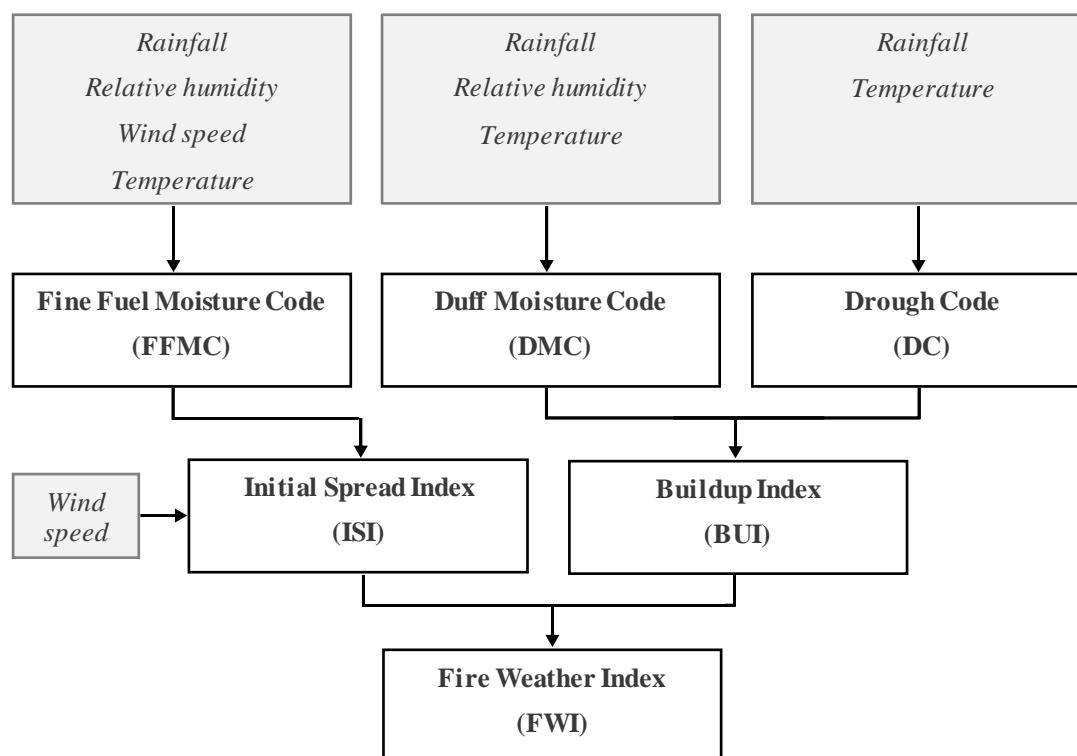 Rainfall
Relative humidity
Wind speed
Temperature
Rainfall
Relative humidity
Temperature
Rainfall
Temperature
Fine Fuel Moisture Code
(FFMC)
Duff Moisture Code
(DMC)
Drough Code
(DC)
Wind
speed
Initial Spread Index
(ISI)
Buildup Index
(BUI)
Fire Weather Index
(FWI)